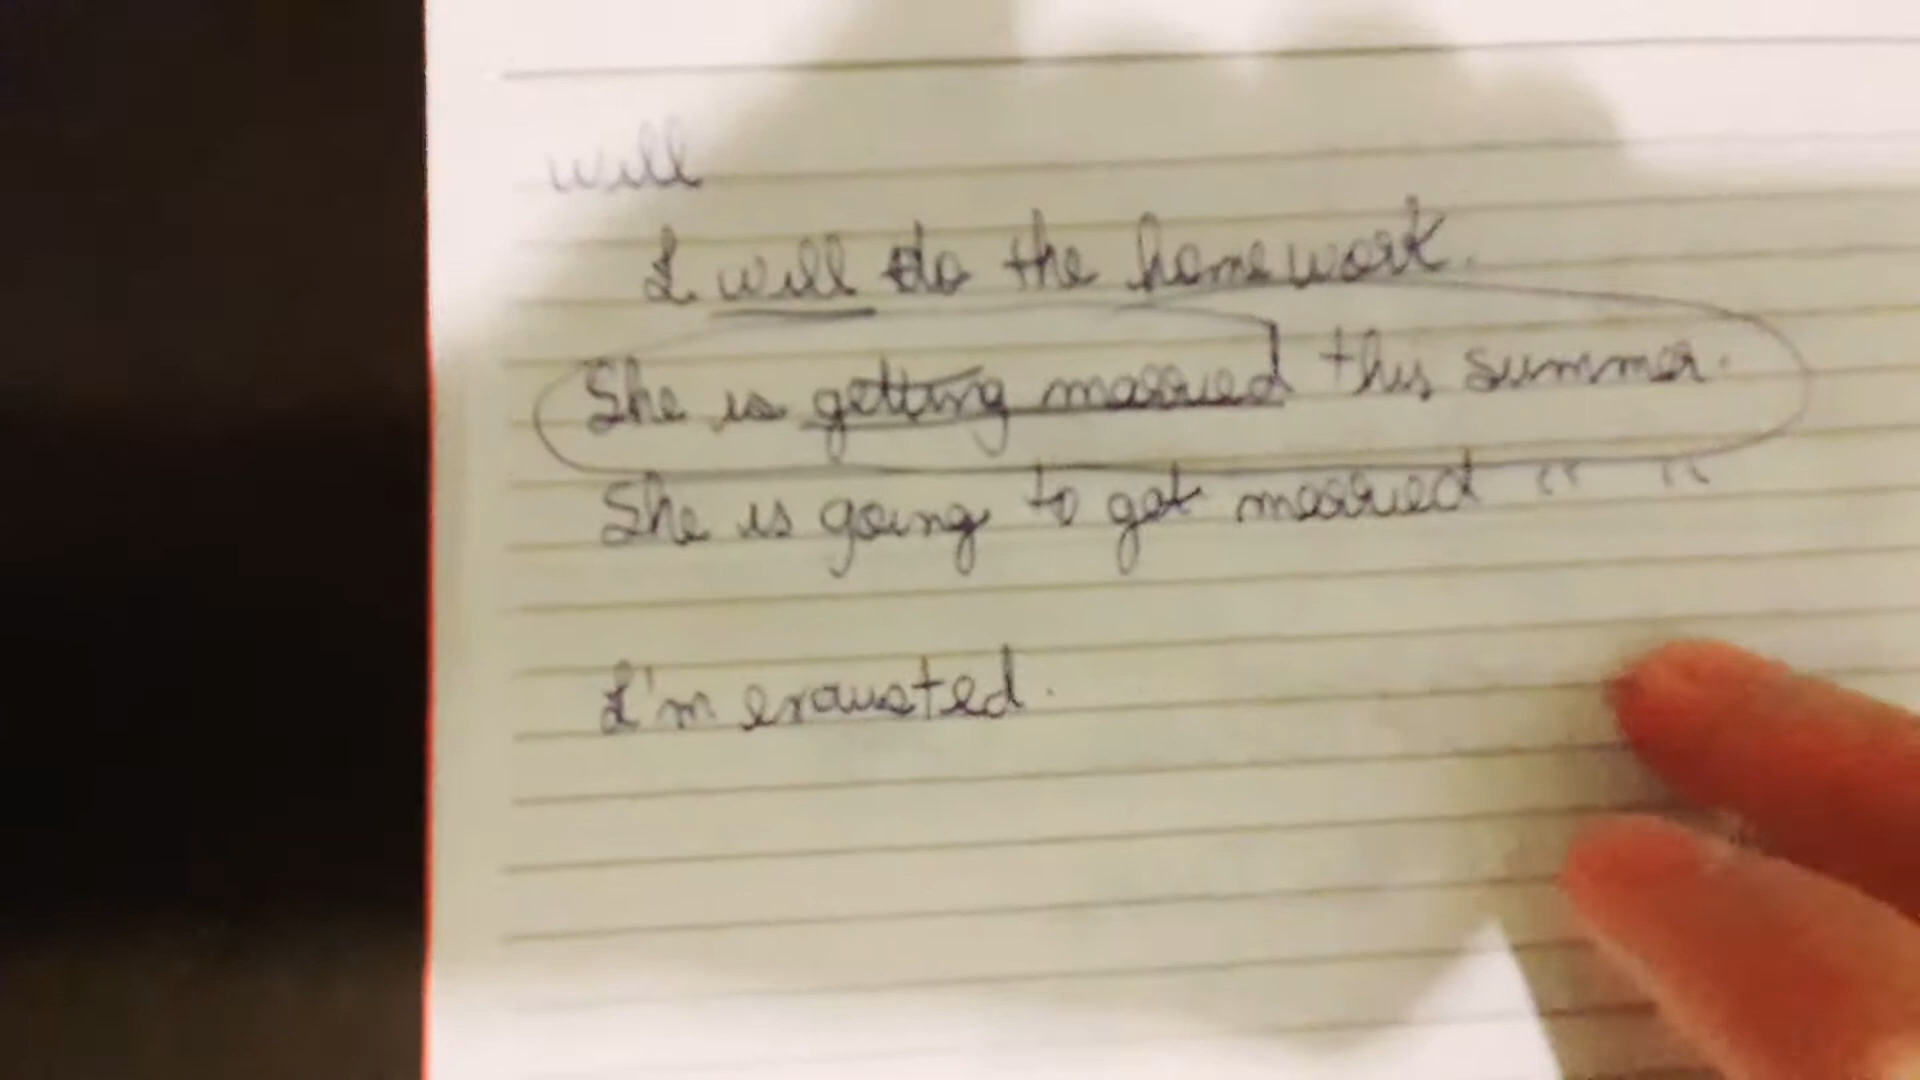 will
I will do the homework.
She is getting married this summer.
She is going to get married " "
I'm exausted.